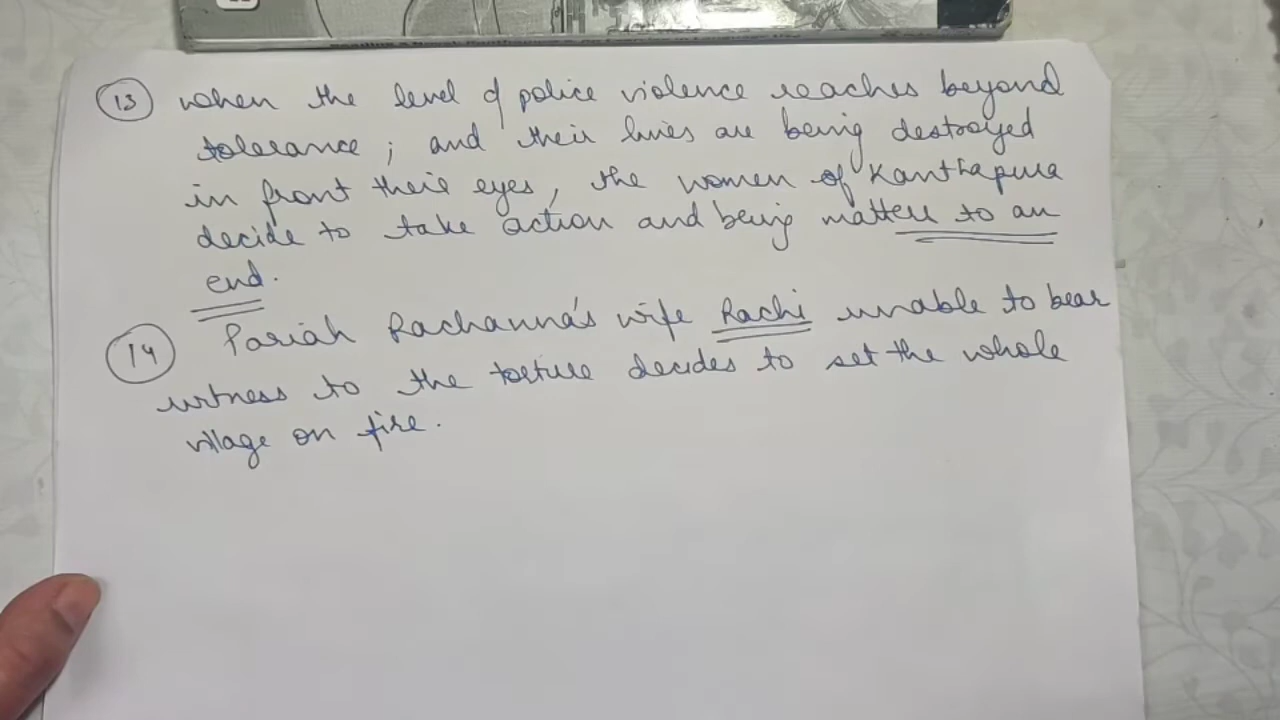 13 when the level of police violence reaches beyond
tolerance ; and their lives are being destroyed
in front their eyes, the women of Kanthapura
decide to take action and being matters to an
end.
14 Pariah Rachanna's wife Rachi unable to bear
witness to the torture decides to set the whole
village on fire.